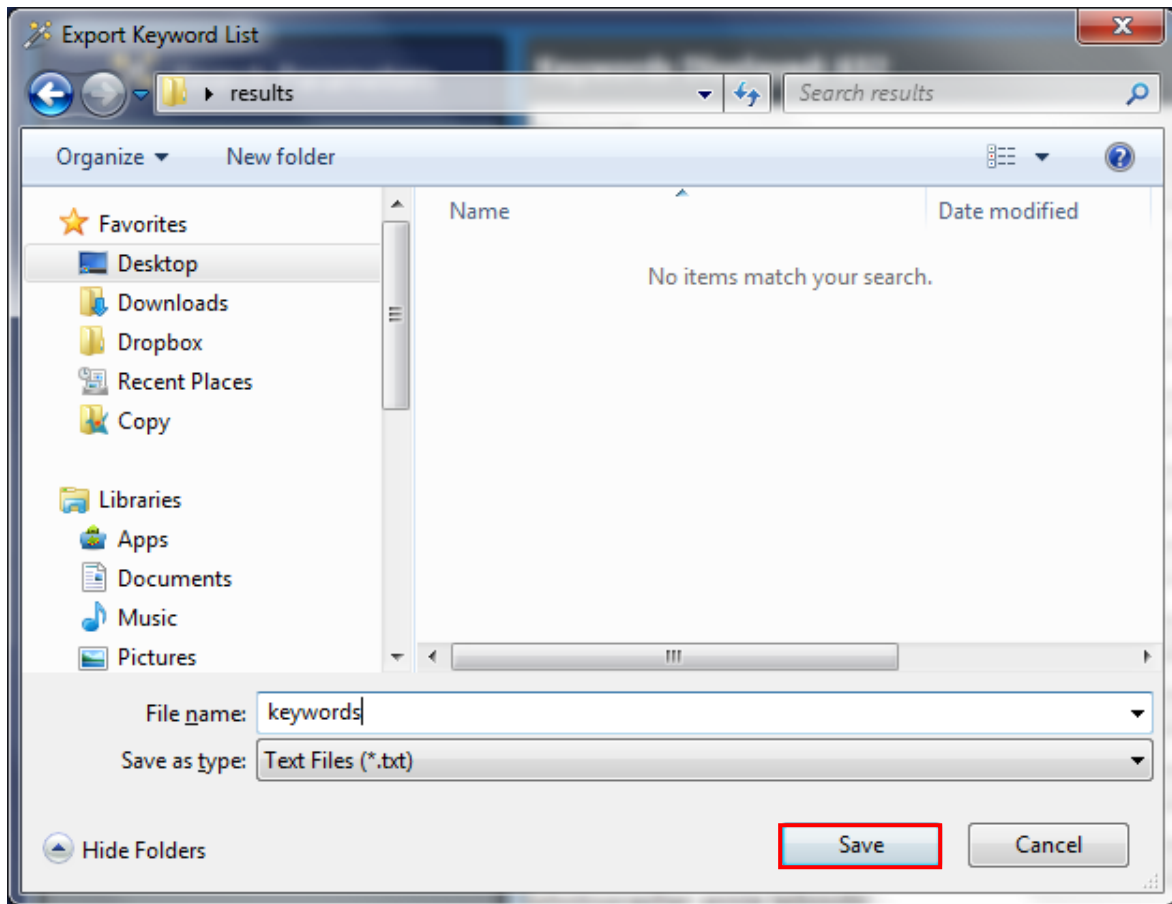 Export Keyword List
results
Search results
Organize
New folder
Name
Date modified
No items match your search.
Favorites
Desktop
Downloads
Dropbox
Recent Places
Copy
Libraries
Apps
Documents
Music
Pictures
File name: keywords
Save as type: Text Files (*.txt)
Hide Folders
Save
Cancel